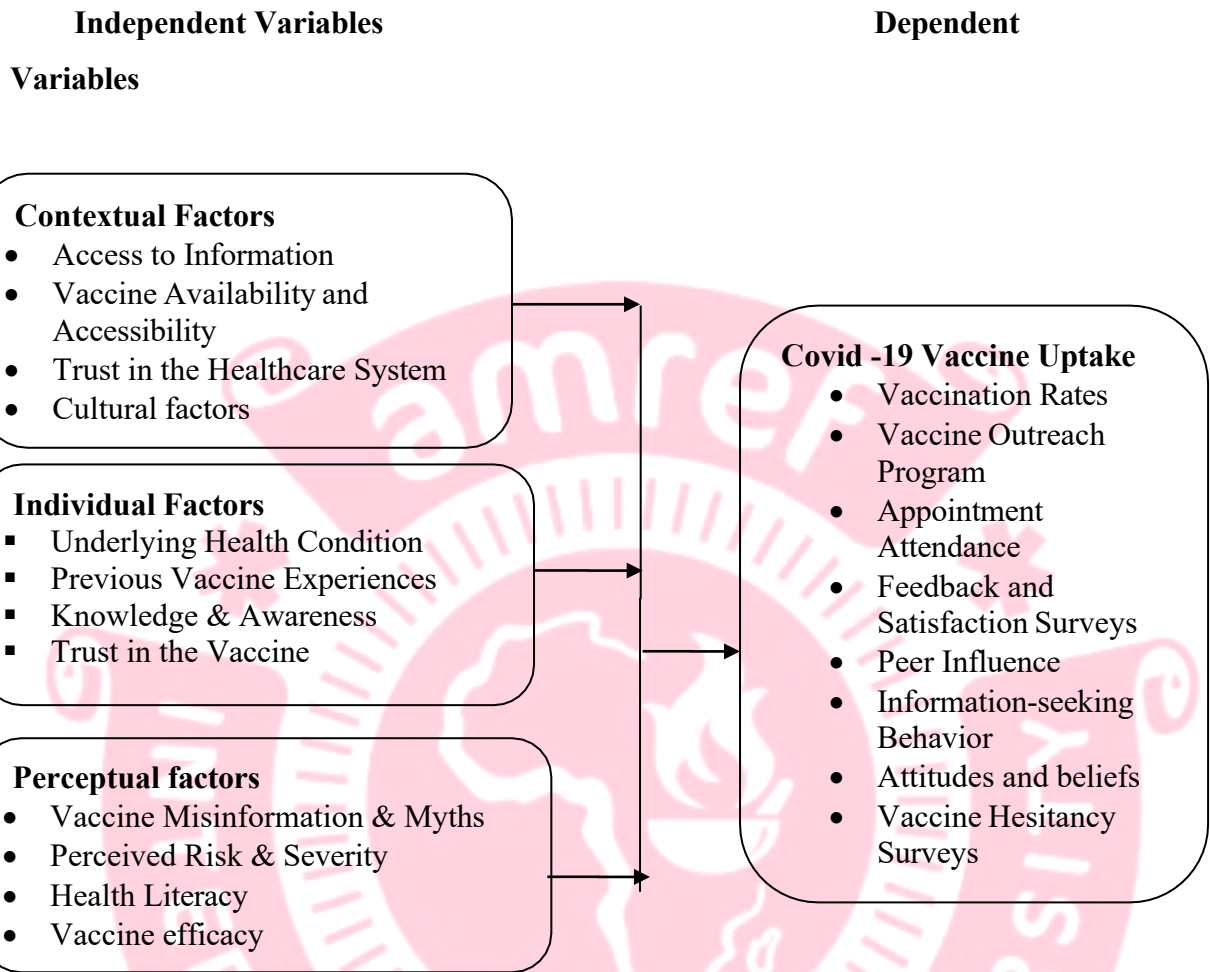 Independent Variables Dependent
Variables
Contextual Factors
• Access to Information
• Vaccine Availability and
Accessibility
• Trust in the Healthcare System
• Cultural factors
Individual Factors
▪ Underlying Health Condition
▪ Previous Vaccine Experiences
▪ Knowledge & Awareness
▪ Trust in the Vaccine
Perceptual factors
• Vaccine Misinformation & Myths
• Perceived Risk & Severity
• Health Literacy
• Vaccine efficacy
Covid -19 Vaccine Uptake
• Vaccination Rates
• Vaccine Outreach
Program
• Appointment
Attendance
• Feedback and
Satisfaction Surveys
• Peer Influence
• Information-seeking
Behavior
• Attitudes and beliefs
• Vaccine Hesitancy
Surveys
amref